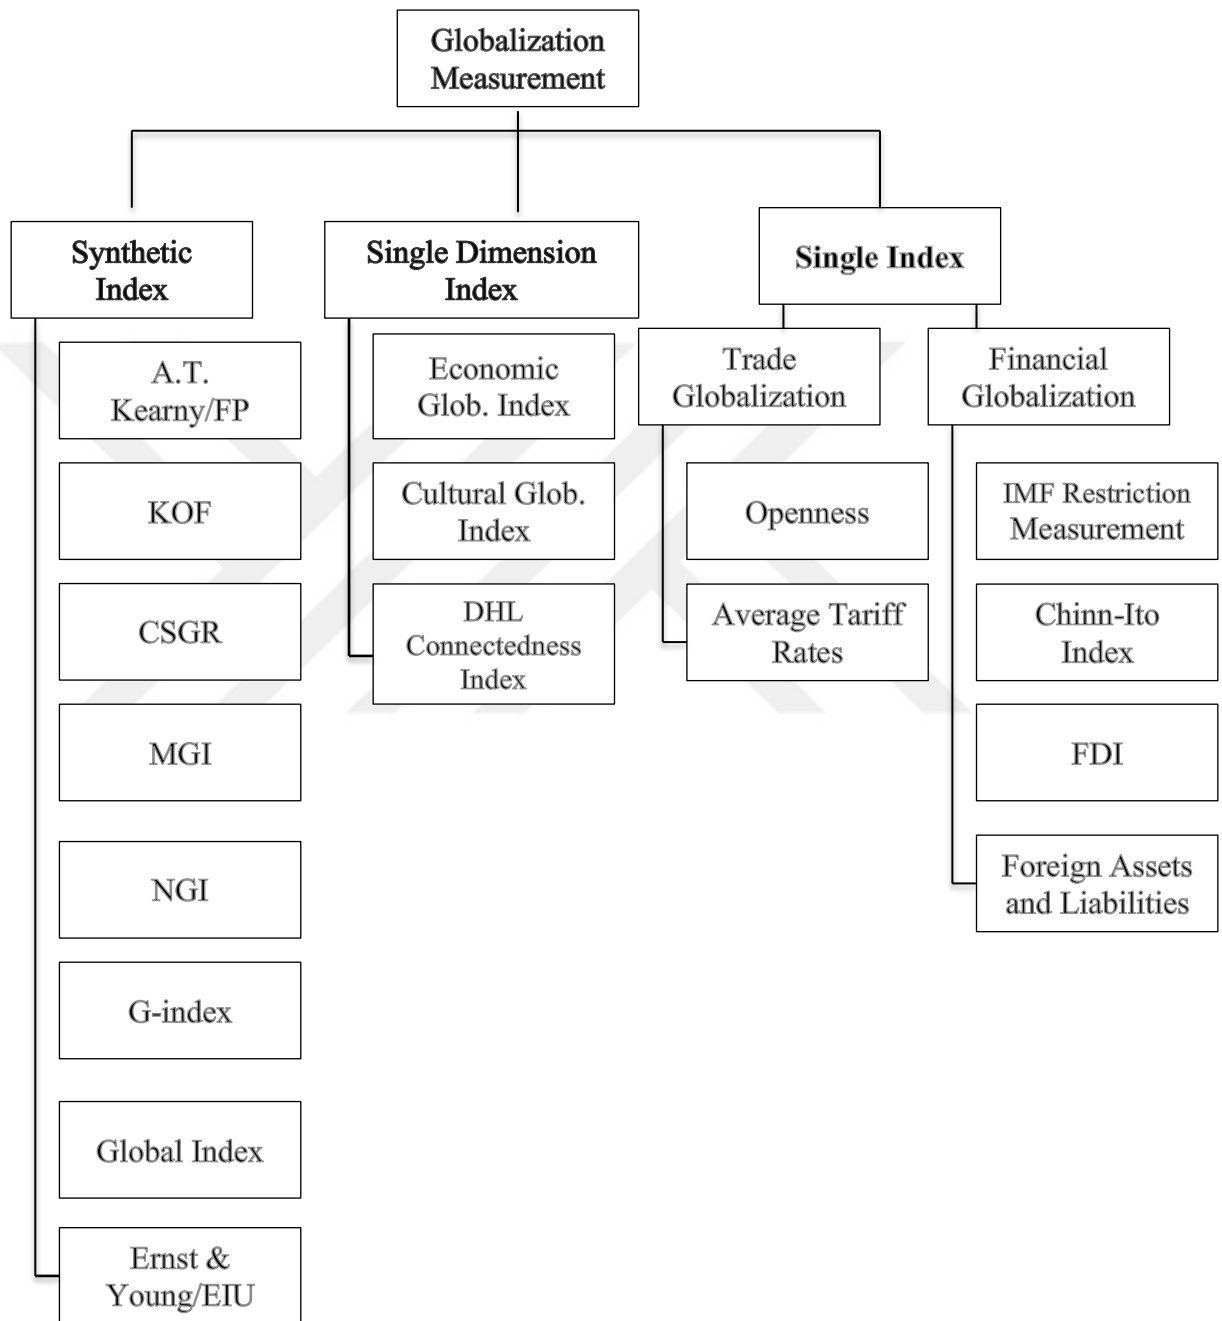 Globalization
Measurement
Synthetic
Index
Single Dimension
Index
Single Index
A.T.
Kearny/FP
KOF
CSGR
MGI
NGI
G-index
Global Index
Ernst &
Young/EIU
Economic
Glob. Index
Cultural Glob.
Index
DHL
Connectedness
Index
Trade
Globalization
Openness
Average Tariff
Rates
Financial
Globalization
IMF Restriction
Measurement
Chinn-Ito
Index
FDI
Foreign Assets
and Liabilities